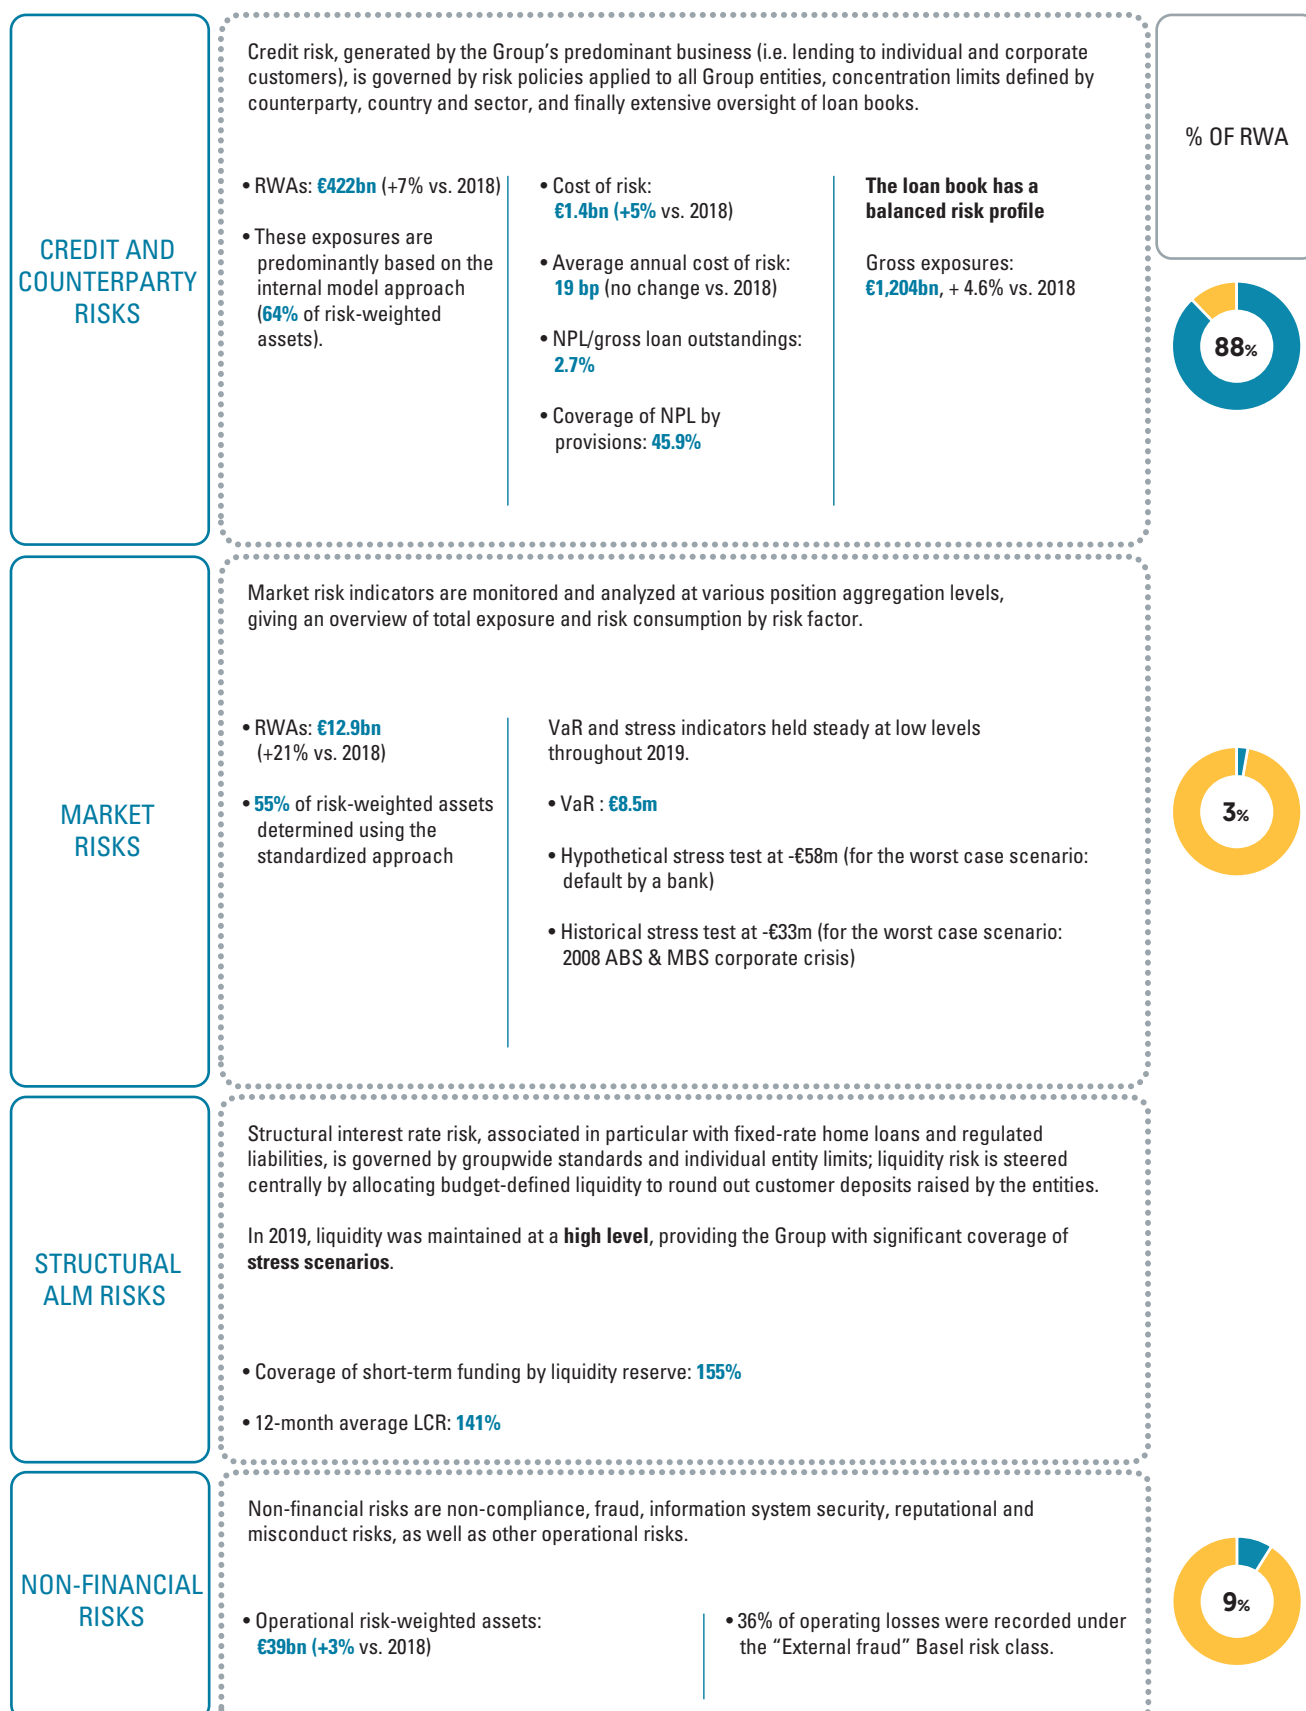 CREDIT AND
COUNTERPARTY
RISKS
Credit risk, generated by the Group’s predominant business (i.e. lending to individual and corporate
customers), is governed by risk policies applied to all Group entities, concentration limits defined by
counterparty, country and sector, and finally extensive oversight of loan books.
• RWAs: €422bn (+7% vs. 2018)
• These exposures are
predominantly based on the
internal model approach
(64% of risk-weighted
assets).
• Cost of risk:
€1.4bn (+5% vs. 2018)
• Average annual cost of risk:
19 bp (no change vs. 2018)
• NPL/gross loan outstandings:
2.7%
• Coverage of NPL by
provisions: 45.9%
The loan book has a
balanced risk profile
Gross exposures:
€1,204bn, + 4.6% vs. 2018
% OF RWA
88%
MARKET
RISKS
Market risk indicators are monitored and analyzed at various position aggregation levels,
giving an overview of total exposure and risk consumption by risk factor.
• RWAs: €12.9bn
(+21% vs. 2018)
• 55% of risk-weighted assets
determined using the
standardized approach
VaR and stress indicators held steady at low levels
throughout 2019.
• VaR : €8.5m
• Hypothetical stress test at -€58m (for the worst case scenario:
default by a bank)
• Historical stress test at -€33m (for the worst case scenario:
2008 ABS & MBS corporate crisis)
3%
STRUCTURAL
ALM RISKS
Structural interest rate risk, associated in particular with fixed-rate home loans and regulated
liabilities, is governed by groupwide standards and individual entity limits; liquidity risk is steered
centrally by allocating budget-defined liquidity to round out customer deposits raised by the entities.
In 2019, liquidity was maintained at a high level, providing the Group with significant coverage of
stress scenarios.
• Coverage of short-term funding by liquidity reserve: 155%
• 12-month average LCR: 141%
NON-FINANCIAL
RISKS
Non-financial risks are non-compliance, fraud, information system security, reputational and
misconduct risks, as well as other operational risks.
• Operational risk-weighted assets:
€39bn (+3% vs. 2018)
• 36% of operating losses were recorded under
the “External fraud” Basel risk class.
9%